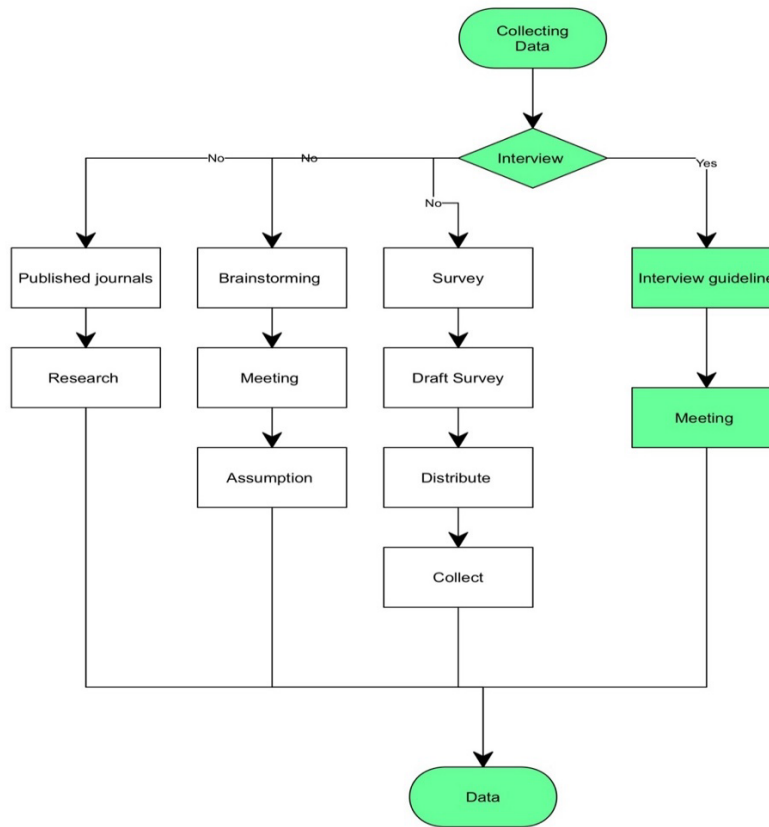 Collecting
Data
Interview
No
No
No
Yes
Published journals
Brainstorming
Survey
Interview guideline
Research
Meeting
Draft Survey
Meeting
Assumption
Distribute
Collect
Data